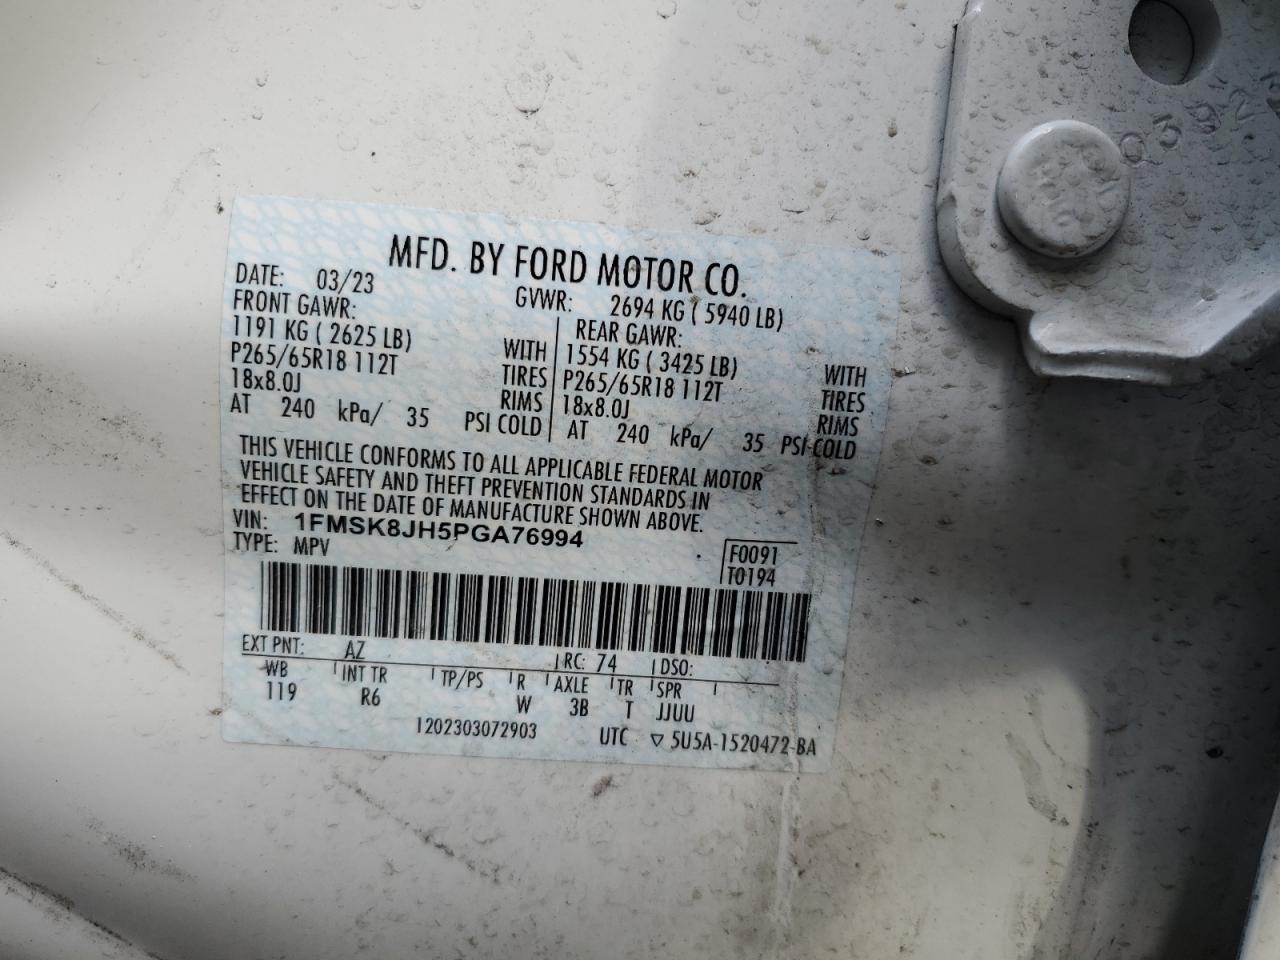 MFD. BY FORD MOTOR CO.
DATE: 03/23 GVWR: 2694 KG ( 5940 LB)
FRONT GAWR: REAR GAWR:
1191 KG ( 2625 LB) WITH 1554 KG ( 3425 LB) WITH
P265/65R18 112T TIRES P265/65R18 112T TIRES
18x8.0J RIMS 18x8.0J RIMS
AT 240 kPa/ 35 PSI COLD AT 240 kPa/ 35 PSI COLD
THIS VEHICLE CONFORMS TO ALL APPLICABLE FEDERAL MOTOR
VEHICLE SAFETY AND THEFT PREVENTION STANDARDS IN
EFFECT ON THE DATE OF MANUFACTURE SHOWN ABOVE.
VIN: 1FMSK8JH5PGA76994
TYPE: MPV
F0091
T0194
EXT PNT: AZ RC: 74 DSO:
WB INT TR TP/PS R AXLE TR SPR
119 R6 W 3B T JJUU
1202303072903 UTC ▽ 5U5A-1520472-BA